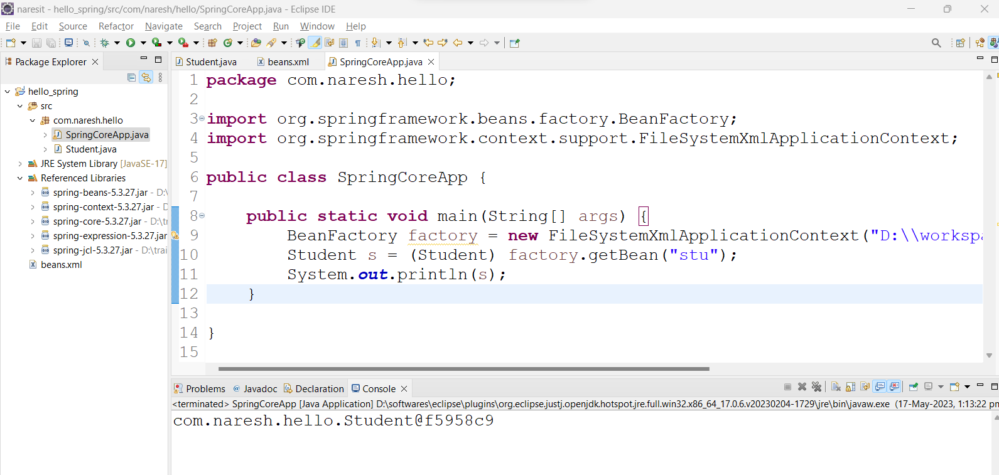 naresit - hello_spring/src/com/naresh/hello/SpringCoreApp.java - Eclipse IDE
File Edit Source Refactor Navigate Search Project Run Window Help
Package Explorer
hello_spring
src
com.naresh.hello
SpringCoreApp.java
Student.java
JRE System Library [JavaSE-17]
Referenced Libraries
spring-beans-5.3.27.jar - D:\
spring-context-5.3.27.jar - D
spring-core-5.3.27.jar - D:\tr
spring-expression-5.3.27.jar
spring-jcl-5.3.27.jar - D:\trai
beans.xml
Student.java beans.xml SpringCoreApp.java
1 package com.naresh.hello;
2
3 import org.springframework.beans.factory.BeanFactory;
4 import org.springframework.context.support.FileSystemXmlApplicationContext;
5
6 public class SpringCoreApp {
7
8 public static void main(String[] args) {
9 BeanFactory factory = new FileSystemXmlApplicationContext("D:\\workspa
10 Student s = (Student) factory.getBean("stu");
11 System.out.println(s);
12 }
13
14 }
15
Problems @ Javadoc Declaration Console
<terminated> SpringCoreApp [Java Application] D:\softwares\eclipse\plugins\org.eclipse.justj.openjdk.hotspot.jre.full.win32.x86_64_17.0.6.v20230204-1729\jre\bin\javaw.exe (17-May-2023, 1:13:22 pm
com.naresh.hello.Student@f5958c9